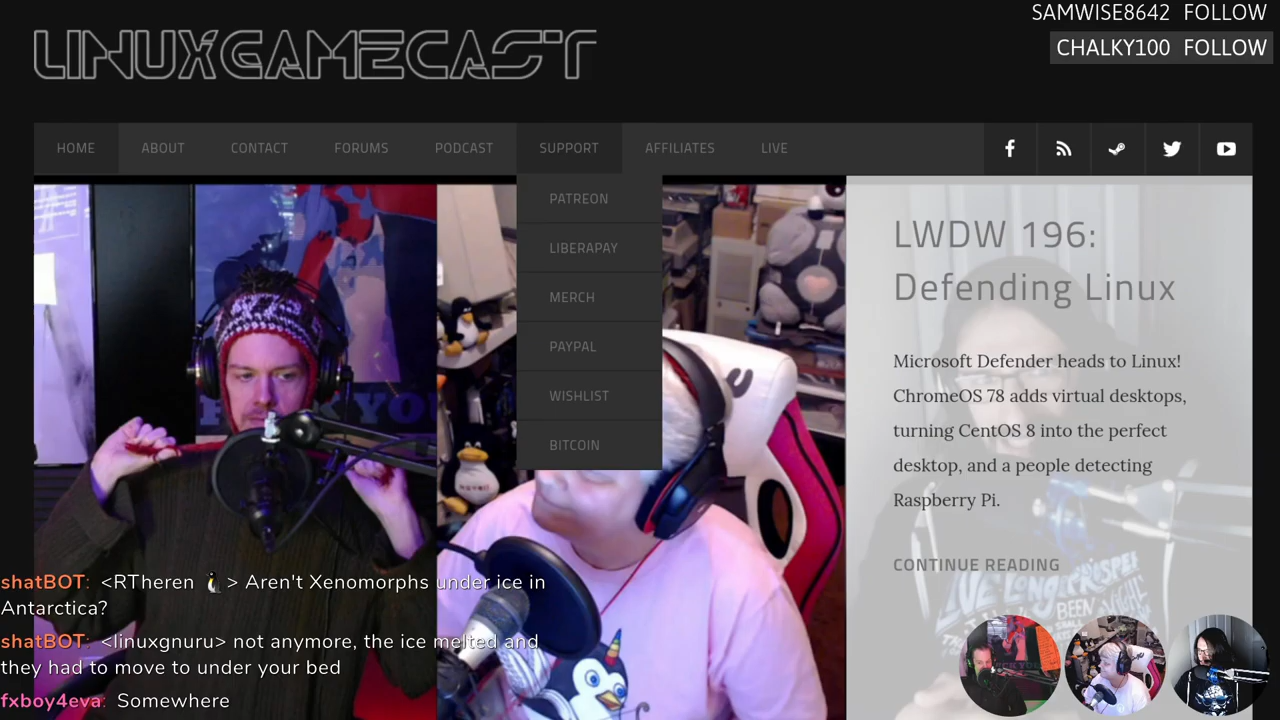 LINUXGAMECAST
SAMWISE8642 FOLLOW
CHALKY100 FOLLOW
HOME ABOUT CONTACT FORUMS PODCAST SUPPORT AFFILIATES LIVE
PATREON
LIBERAPAY
MERCH
PAYPAL
WISHLIST
BITCOIN
LWDW 196:
Defending Linux
Microsoft Defender heads to Linux!
ChromeOS 78 adds virtual desktops,
turning CentOS 8 into the perfect
desktop, and a people detecting
Raspberry Pi.
CONTINUE READING
shatBOT: <RTheren 🐧 > Aren't Xenomorphs under ice in
Antarctica?
shatBOT: <linuxgnuru> not anymore, the ice melted and
they had to move to under your bed
fxboy4eva: Somewhere